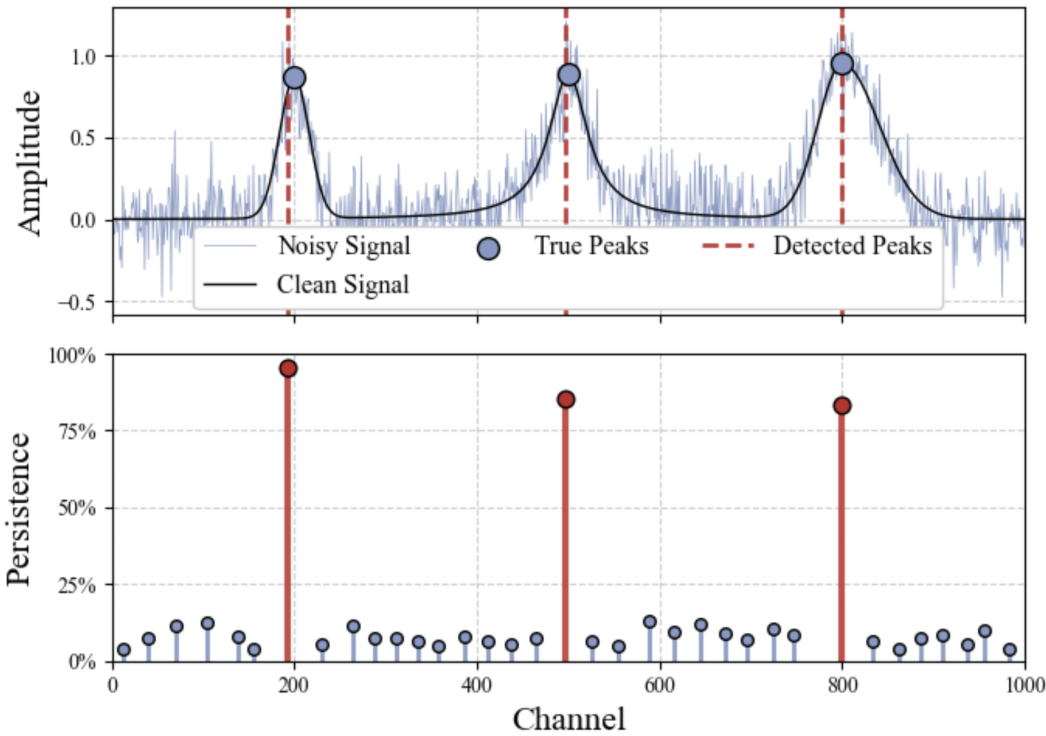 1.0
0.5
0.0
−0.5
Amplitude
Noisy Signal
True Peaks
Detected Peaks
Clean Signal
100%
75%
50%
25%
0%
Persistence
0 200 400 600 800 1000
Channel